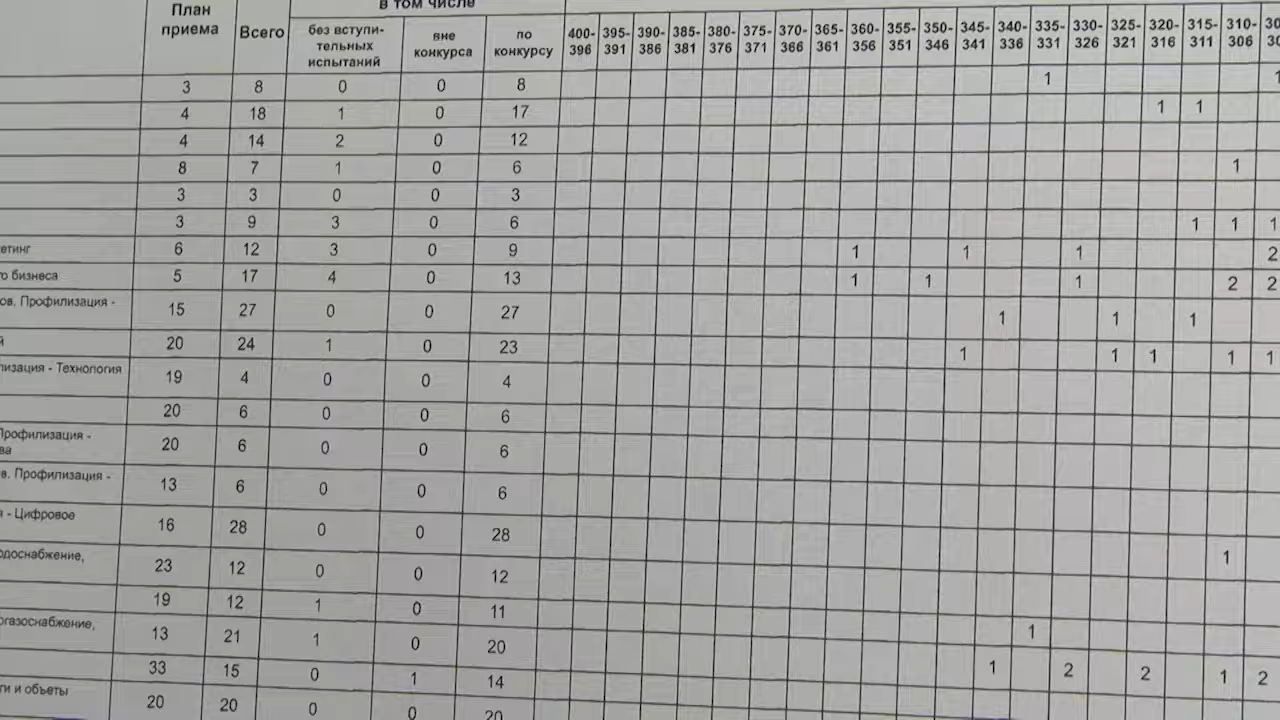 в том числе
План приема
Всего
без вступи-
тельных
испытаний
вне
конкурса
по
конкурсу
400-396 395-391 390-386 385-381 380-376 375-371 370-366 365-361 360-356 355-351 350-346 345-341 340-336 335-331 330-326 325-321 320-316 315-311 310-306
3 8 0 0 8 1 1
4 18 1 0 17 1 1
4 14 2 0 12
8 7 1 0 6 1
3 3 0 0 3
3 9 3 0 6 1 1 1
етинг 6 12 3 0 9 1 1 1 2
го бизнеса 5 17 4 0 13 1 1 1 2 2
ов. Профилизация - 15 27 0 0 27 1 1 1
й 20 24 1 0 23 1 1 1 1 1
лизация - Технология 19 4 0 0 4
20 6 0 0 6
Профилизация -
ва 20 6 0 0 6
в. Профилизация - 13 6 0 0 6
я - Цифровое 16 28 0 0 28
одоснабжение, 23 12 0 0 12 1
19 12 1 0 11
огазоснабжение, 13 21 1 0 20 1
33 15 0 1 14 1 2 2 1 2
ги и объеты 20 20 0 0 20